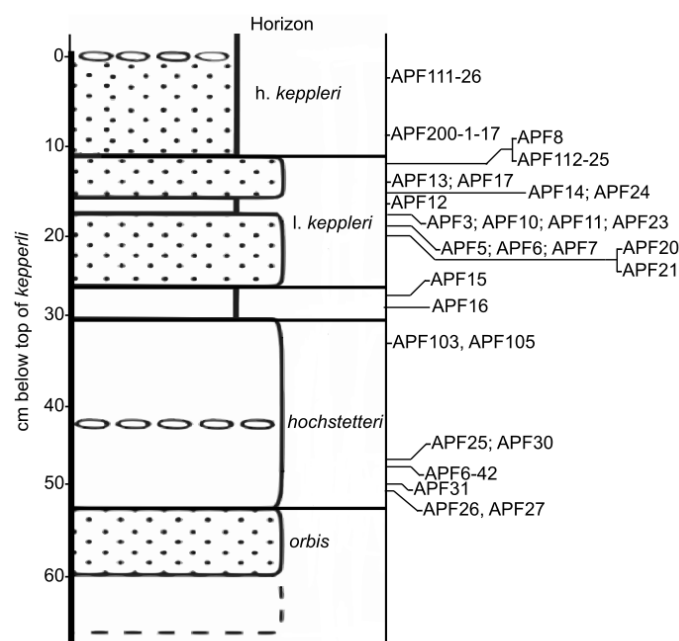 Horizon
0
h. keppleri
APF111-26
10
APF200-1-17
APF8
APF112-25
APF13; APF17
APF14; APF24
APF12
l. keppleri
APF3; APF10; APF11; APF23
20
APF5; APF6; APF7
APF20
APF21
APF15
APF16
30
APF103, APF105
cm below top of kepperli
40
hochstetteri
APF25; APF30
APF6-42
50
APF31
APF26, APF27
orbis
60